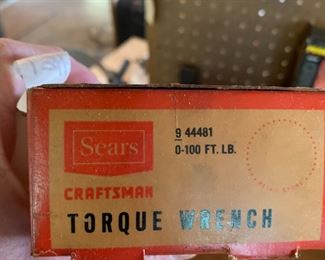 Sears
9 44481
0-100 FT. LB.
CRAFTSMAN
TORQUE WRENCH